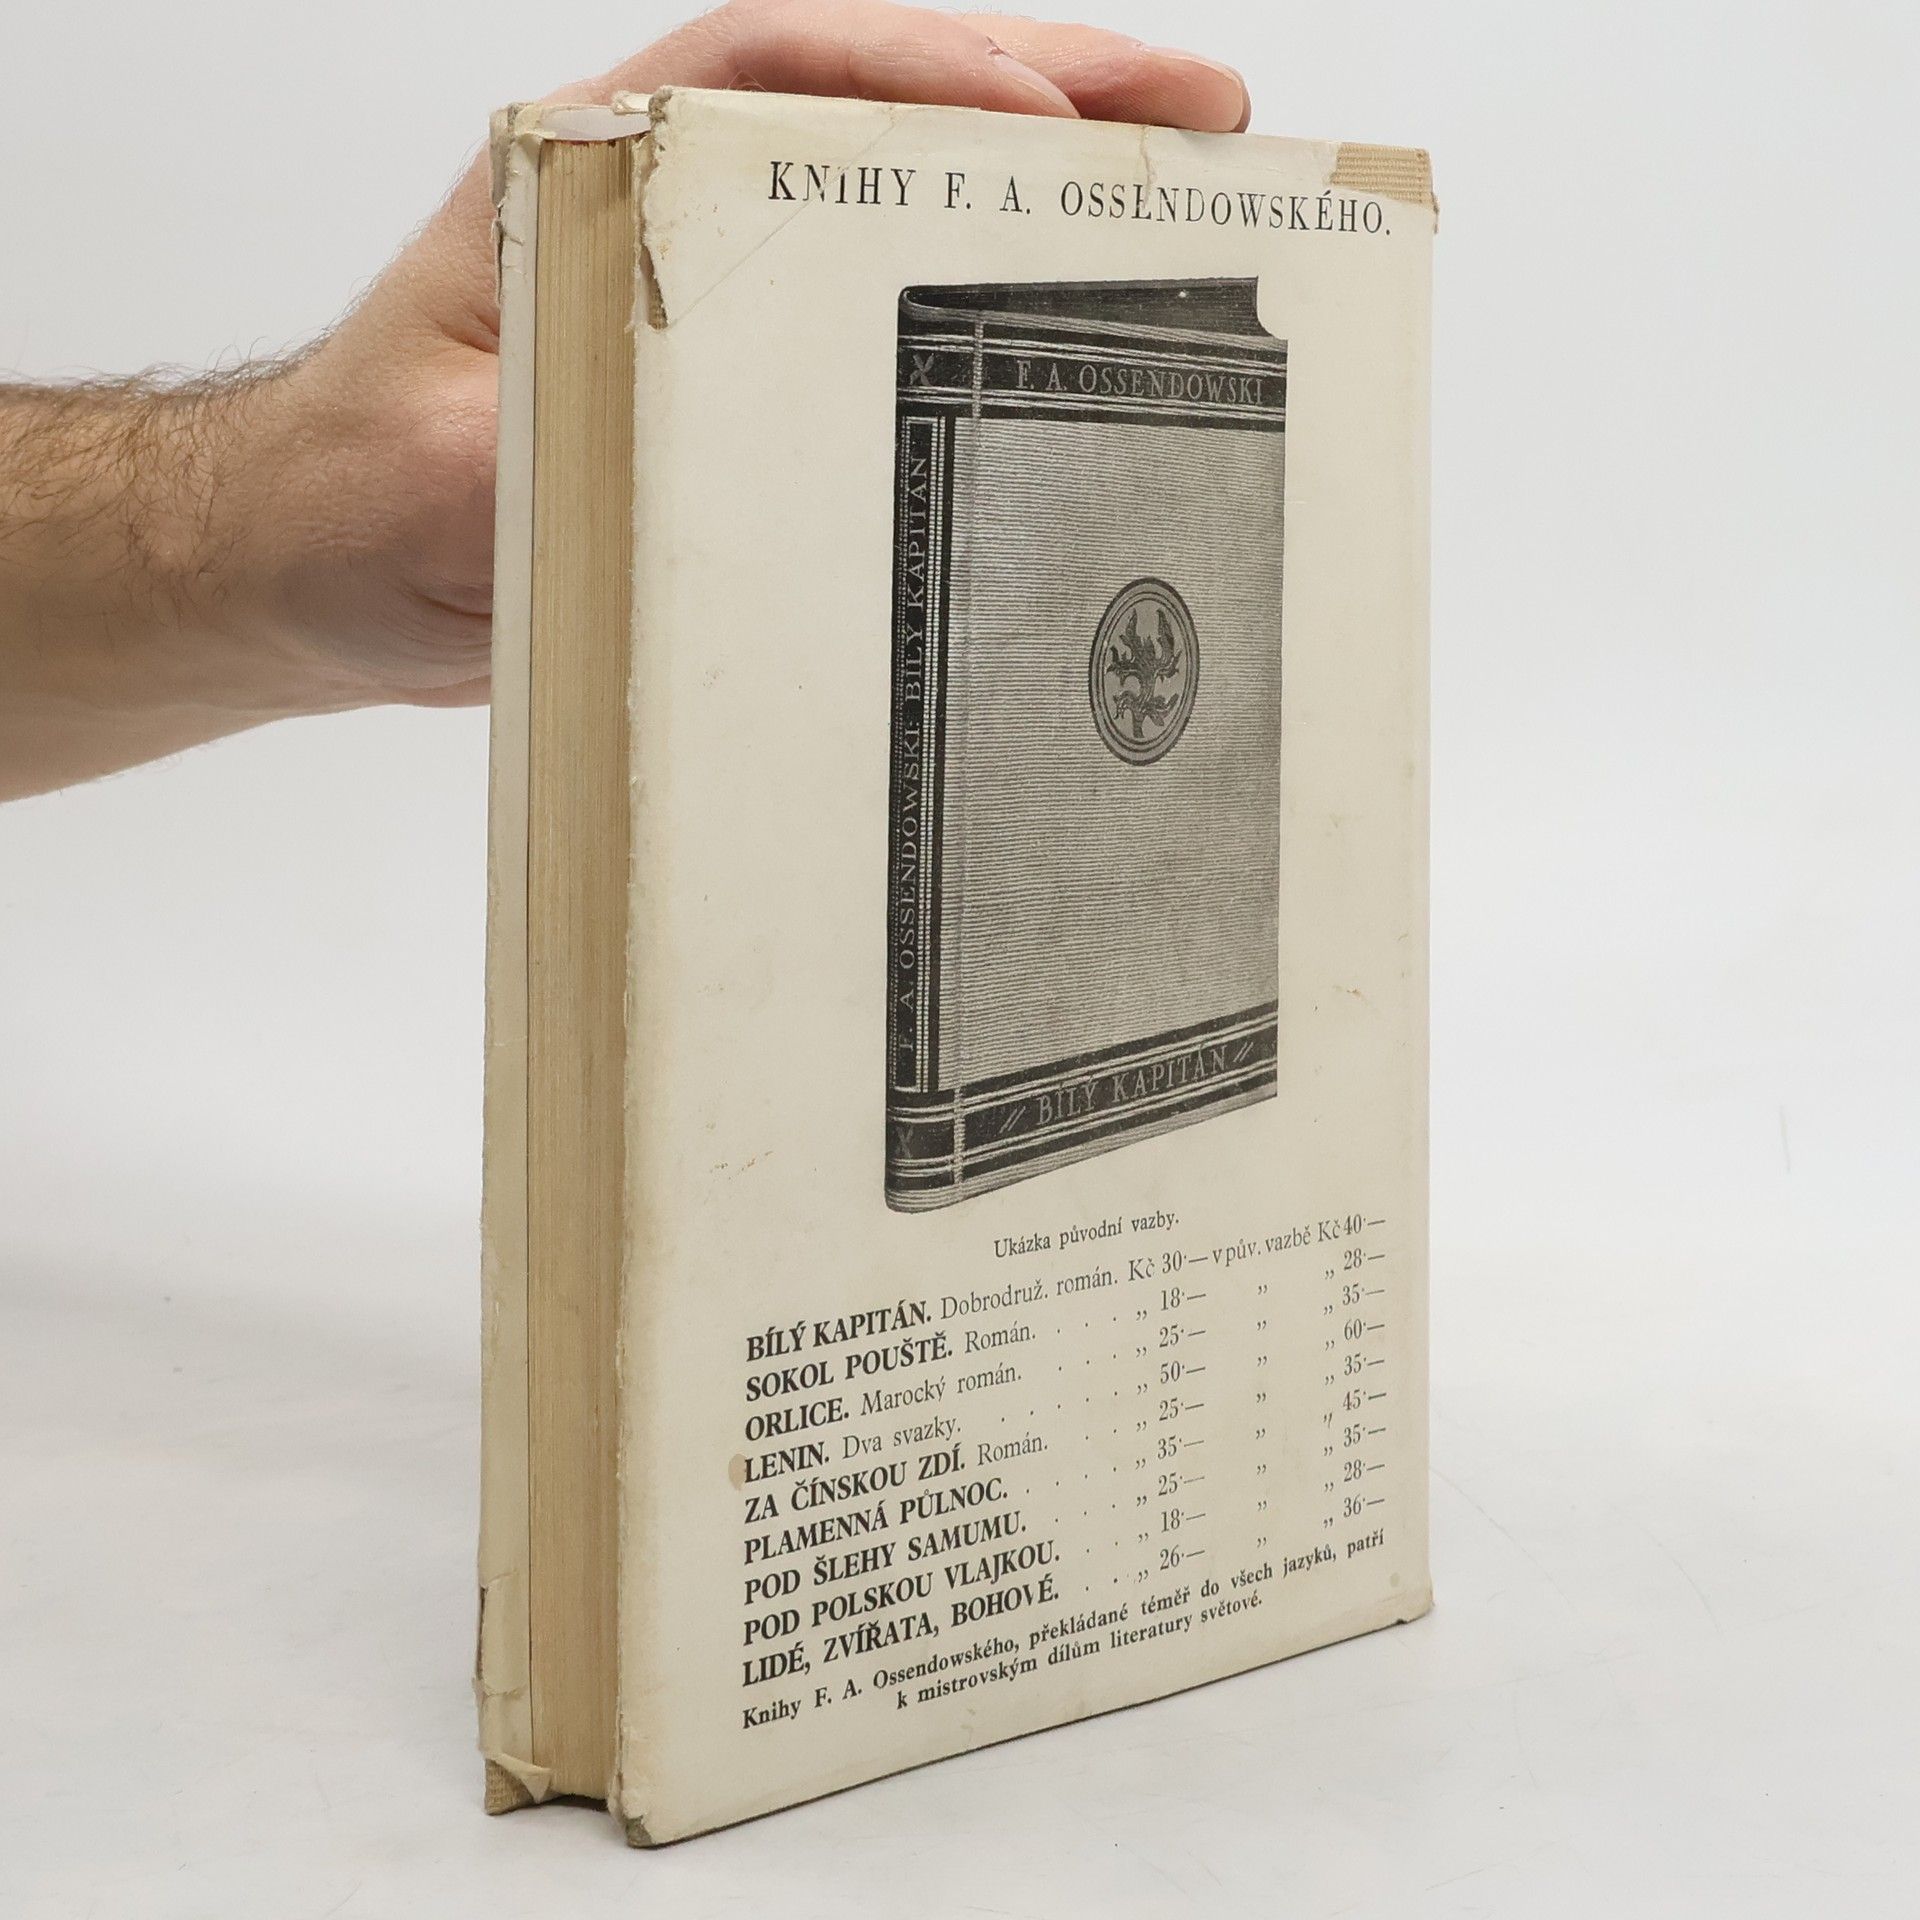 KNIHY F. A. OSSENDOWSKÉHO.
F. A. OSSENDOWSKI
F. A. OSSENDOWSKI: BÍLÝ KAPITÁN
// BÍLÝ KAPITÁN //
Ukázka původní vazby.
BÍLÝ KAPITÁN. Dobrodruž. román. Kč 30·— v pův. vazbě Kč 40·—
SOKOL POUŠTĚ. Román. . . . „ 18·— „ „ 28·—
ORLICE. Marocký román. . . . „ 25·— „ „ 35·—
LENIN. Dva svazky. . . . . . „ 50·— „ „ 60·—
ZA ČÍNSKOU ZDÍ. Román. . . „ 25·— „ „ 35·—
PLAMENNÁ PŮLNOC. . . . . „ 35·— „ „ 45·—
POD ŠLEHY SAMUMU. . . . . „ 25·— „ „ 35·—
POD POLSKOU VLAJKOU. . . „ 18·— „ „ 28·—
LIDÉ, ZVÍŘATA, BOHOVÉ. . . . „ 26·— „ „ 36·—
Knihy F. A. Ossendowského, překládané téměř do všech jazyků, patří
k mistrovským dílům literatury světové.